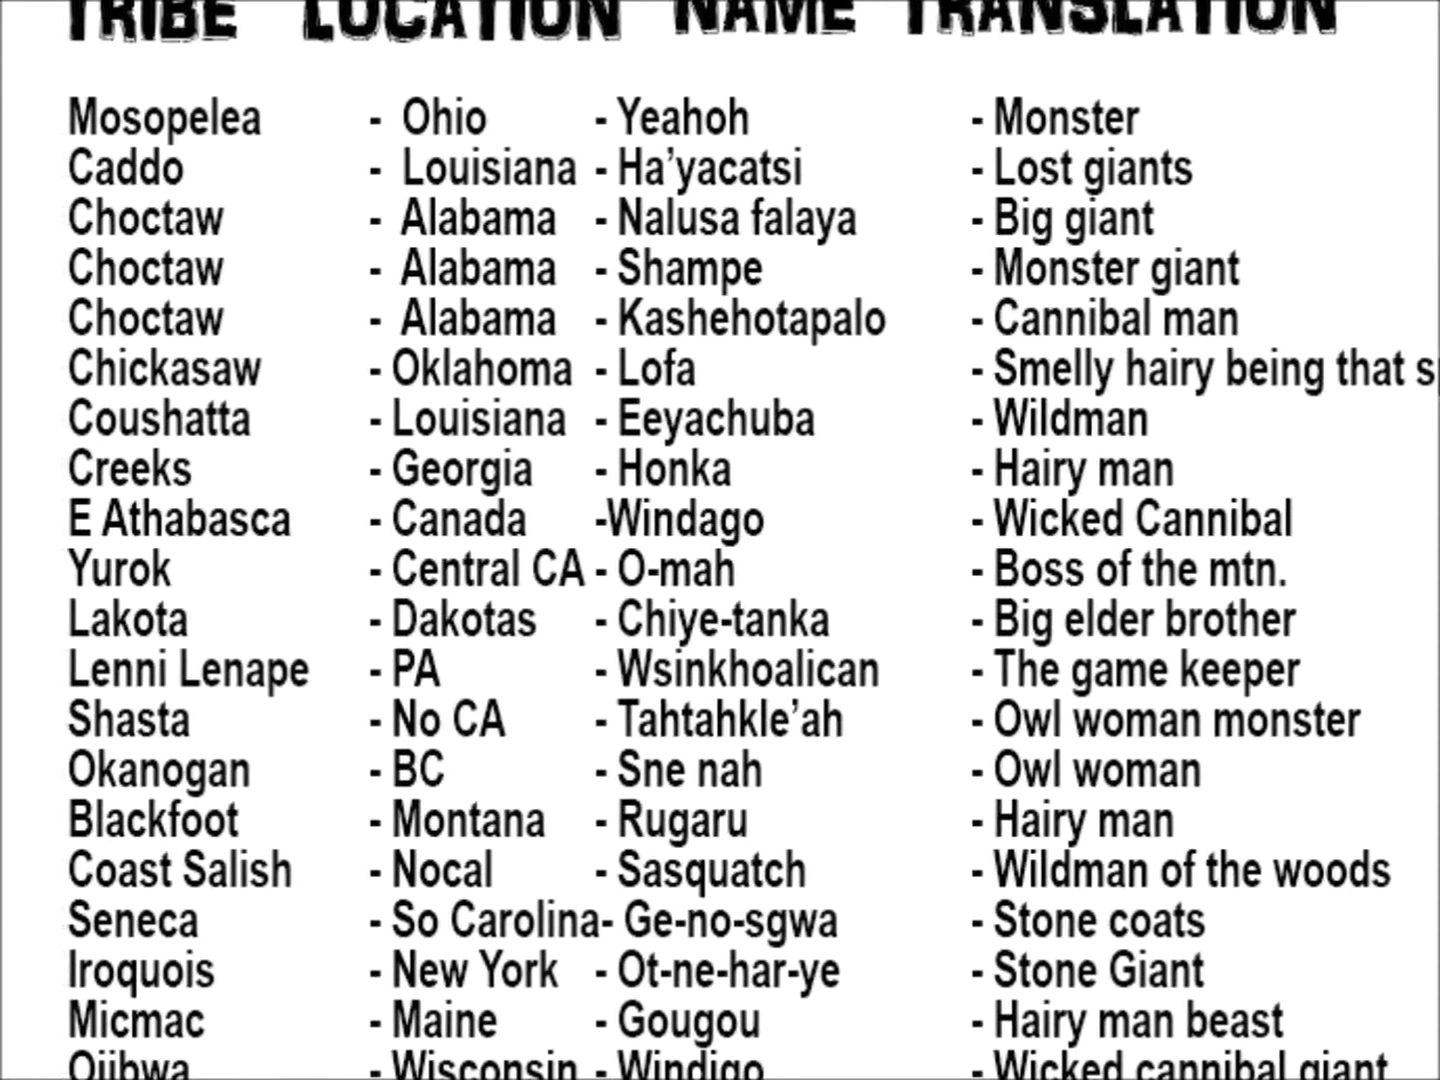 TRIBE LOCATION NAME TRANSLATION
Mosopelea - Ohio - Yeahoh - Monster
Caddo - Louisiana - Ha’yacatsi - Lost giants
Choctaw - Alabama - Nalusa falaya - Big giant
Choctaw - Alabama - Shampe - Monster giant
Choctaw - Alabama - Kashehotapalo - Cannibal man
Chickasaw - Oklahoma - Lofa - Smelly hairy being that
Coushatta - Louisiana - Eeyachuba - Wildman
Creeks - Georgia - Honka - Hairy man
E Athabasca - Canada -Windago - Wicked Cannibal
Yurok - Central CA - O-mah - Boss of the mtn.
Lakota - Dakotas - Chiye-tanka - Big elder brother
Lenni Lenape - PA - Wsinkhoalican - The game keeper
Shasta - No CA - Tahtahkle’ah - Owl woman monster
Okanogan - BC - Sne nah - Owl woman
Blackfoot - Montana - Rugaru - Hairy man
Coast Salish - Nocal - Sasquatch - Wildman of the woods
Seneca - So Carolina- Ge-no-sgwa - Stone coats
Iroquois - New York - Ot-ne-har-ye - Stone Giant
Micmac - Maine - Gougou - Hairy man beast
Ojibwa - Wisconsin - Windigo - Wicked cannibal giant